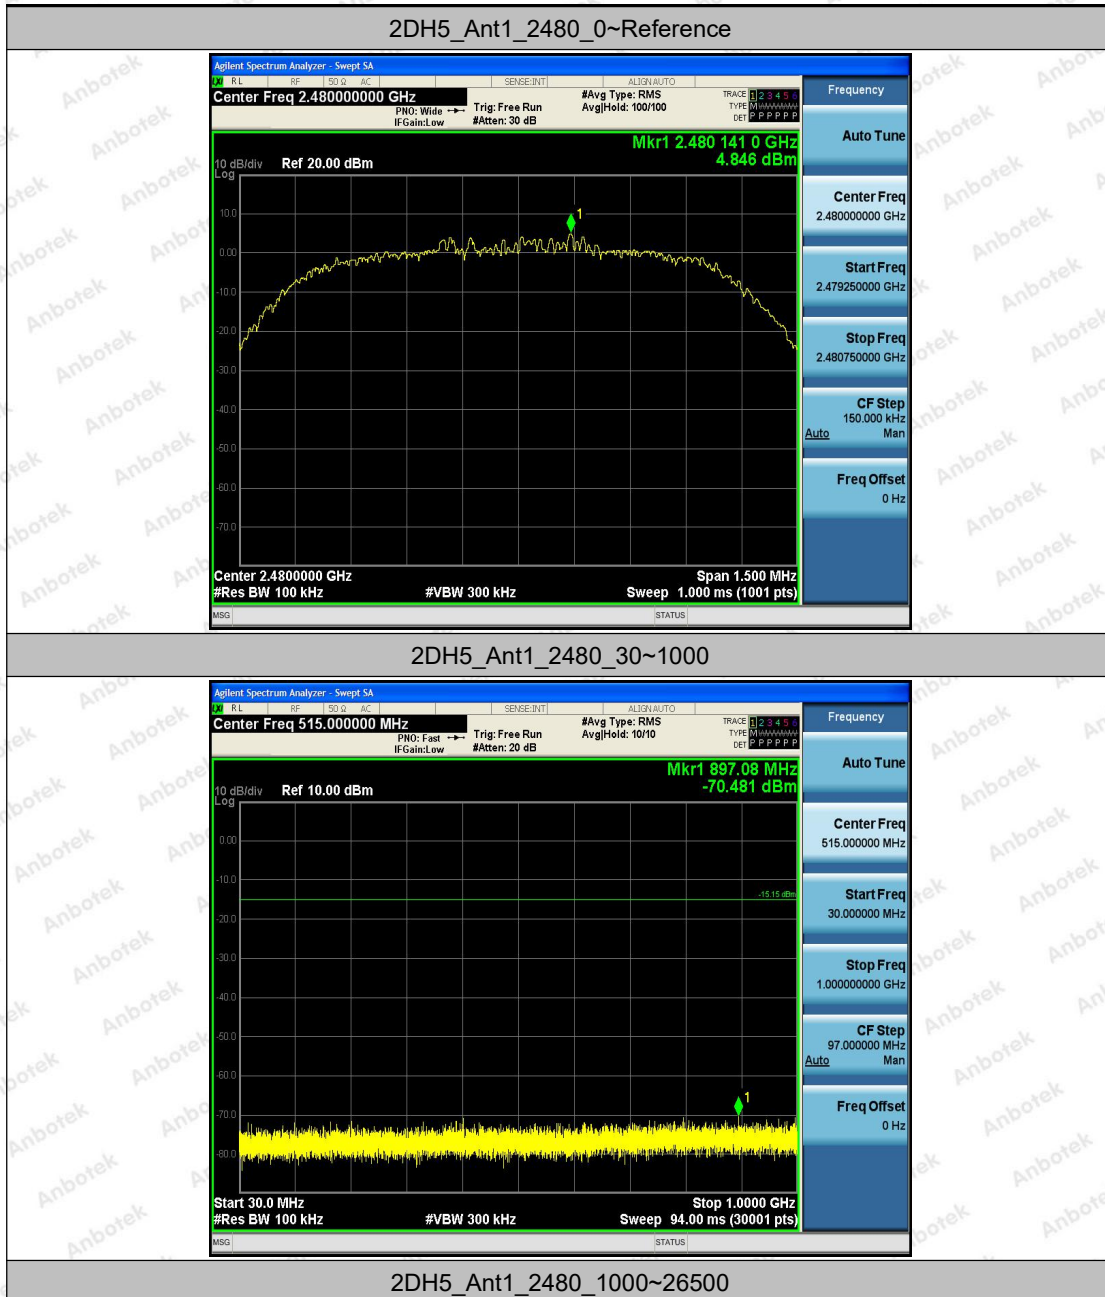 2DH5_Ant1_2480_0~Reference
Agilent Spectrum Analyzer - Swept SA
RL RF 50 Ω AC SENSE:INT ALIGN AUTO
Center Freq 2.480000000 GHz
PNO: Wide
IFGain:Low
Trig: Free Run
#Atten: 30 dB
#Avg Type: RMS
Avg|Hold: 100/100
TRACE 1 2 3 4 5 6
TYPE M
DET P P P P P P
Mkr1 2.480 141 0 GHz
4.846 dBm
10 dB/div Ref 20.00 dBm
Log
10.0
0.00
-10.0
-20.0
-30.0
-40.0
-50.0
-60.0
-70.0
1
Center 2.4800000 GHz Span 1.500 MHz
#Res BW 100 kHz #VBW 300 kHz Sweep 1.000 ms (1001 pts)
MSG STATUS
Frequency
Auto Tune
Center Freq
2.480000000 GHz
Start Freq
2.479250000 GHz
Stop Freq
2.480750000 GHz
CF Step
150.000 kHz
Auto Man
Freq Offset
0 Hz
2DH5_Ant1_2480_30~1000
Agilent Spectrum Analyzer - Swept SA
RL RF 50 Ω AC SENSE:INT ALIGN AUTO
Center Freq 515.000000 MHz
PNO: Fast
IFGain:Low
Trig: Free Run
#Atten: 20 dB
#Avg Type: RMS
Avg|Hold: 10/10
TRACE 1 2 3 4 5 6
TYPE M
DET P P P P P P
Mkr1 897.08 MHz
-70.481 dBm
10 dB/div Ref 10.00 dBm
Log
0.00
-10.0
-20.0
-30.0
-40.0
-50.0
-60.0
-70.0
-80.0
-15.15 dBm
1
Start 30.0 MHz Stop 1.0000 GHz
#Res BW 100 kHz #VBW 300 kHz Sweep 94.00 ms (30001 pts)
MSG STATUS
Frequency
Auto Tune
Center Freq
515.000000 MHz
Start Freq
30.000000 MHz
Stop Freq
1.000000000 GHz
CF Step
97.000000 MHz
Auto Man
Freq Offset
0 Hz
2DH5_Ant1_2480_1000~26500
Anbotek